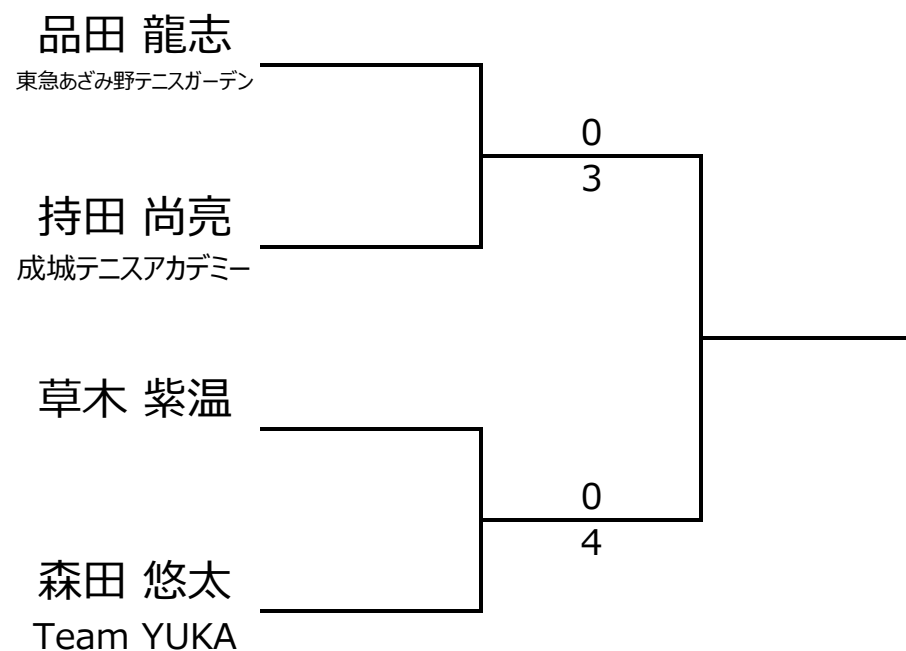 品田 龍志
東急あざみ野テニスガーデン
0
3
持田 尚亮
成城テニスアカデミー
草木 紫温
0
4
森田 悠太
Team YUKA